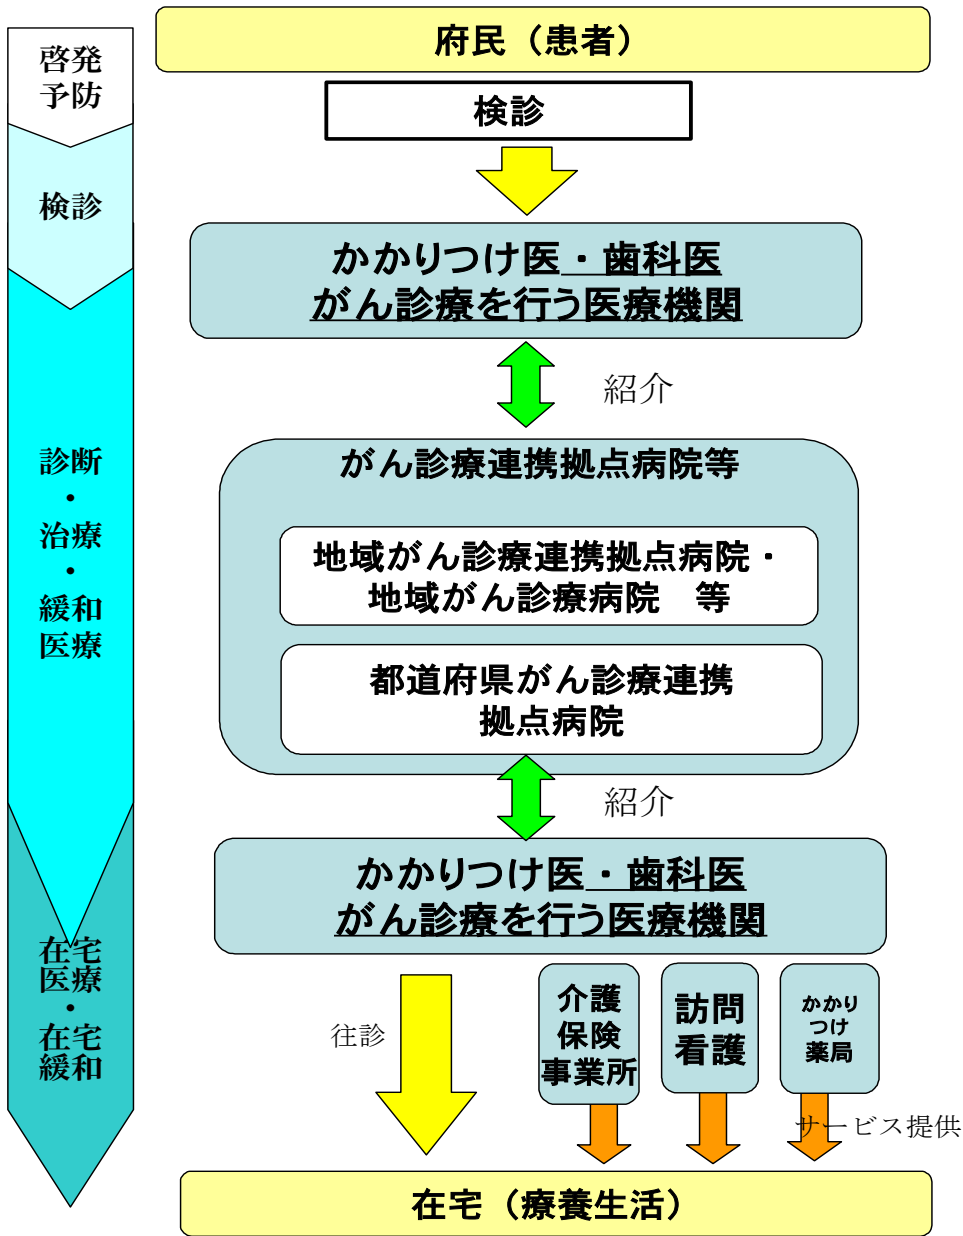 府民（患者）
啓発
予防
検診
検診
かかりつけ医・歯科医
がん診療を行う医療機関
紹介
がん診療連携拠点病院等
診断
・
治療
・
緩和
医療
地域がん診療連携拠点病院・
地域がん診療病院　等
都道府県がん診療連携
拠点病院
紹介
かかりつけ医・歯科医
がん診療を行う医療機関
在宅
医療
・
在宅
緩和
往診
介護
保険
事業所
訪問
看護
かかり
つけ
薬局
サービス提供
在宅（療養生活）